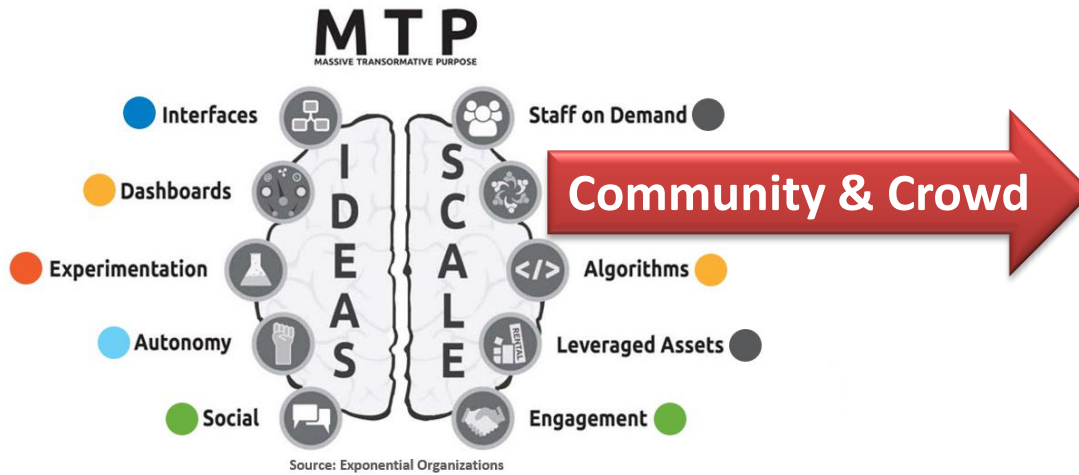 MTP
MASSIVE TRANSORMATIVE PURPOSE
Interfaces
Dashboards
Experimentation
Autonomy
Social
IDEAS
SCALE
Staff on Demand
Community & Crowd
</>
Algorithms
RENTAL
Leveraged Assets
Engagement
Source: Exponential Organizations